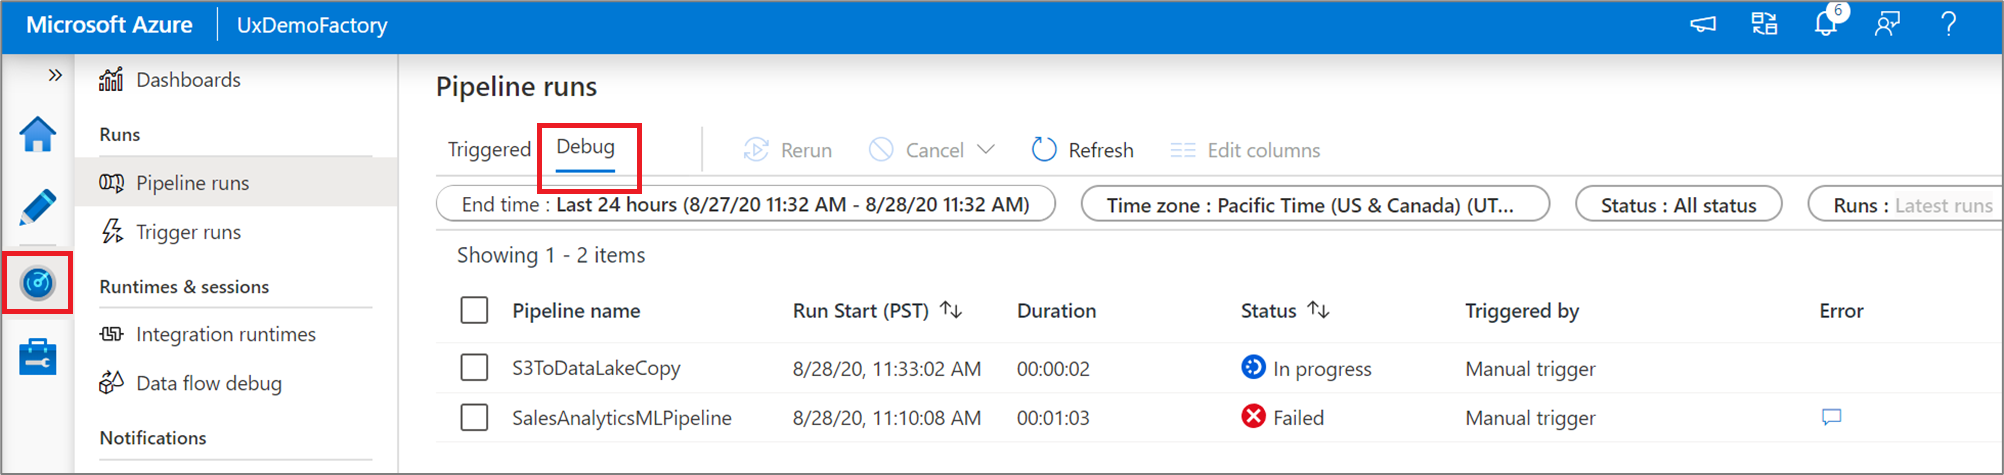 Microsoft Azure UxDemoFactory 6
Dashboards
Runs
Pipeline runs
Trigger runs
Runtimes & sessions
Integration runtimes
Data flow debug
Notifications
Pipeline runs
Triggered Debug Rerun Cancel Refresh Edit columns
End time : Last 24 hours (8/27/20 11:32 AM - 8/28/20 11:32 AM) Time zone : Pacific Time (US & Canada) (UT... Status : All status Runs : Latest runs
Showing 1 - 2 items
Pipeline name Run Start (PST) Duration Status Triggered by Error
S3ToDataLakeCopy 8/28/20, 11:33:02 AM 00:00:02 In progress Manual trigger
SalesAnalyticsMLPipeline 8/28/20, 11:10:08 AM 00:01:03 Failed Manual trigger